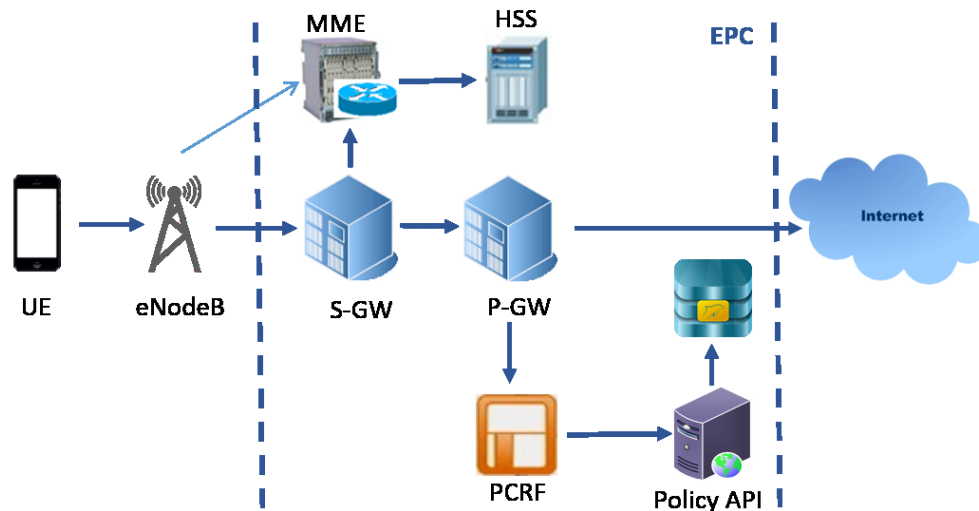 MME
HSS
EPC
Internet
UE
eNodeB
S-GW
P-GW
PCRF
Policy API